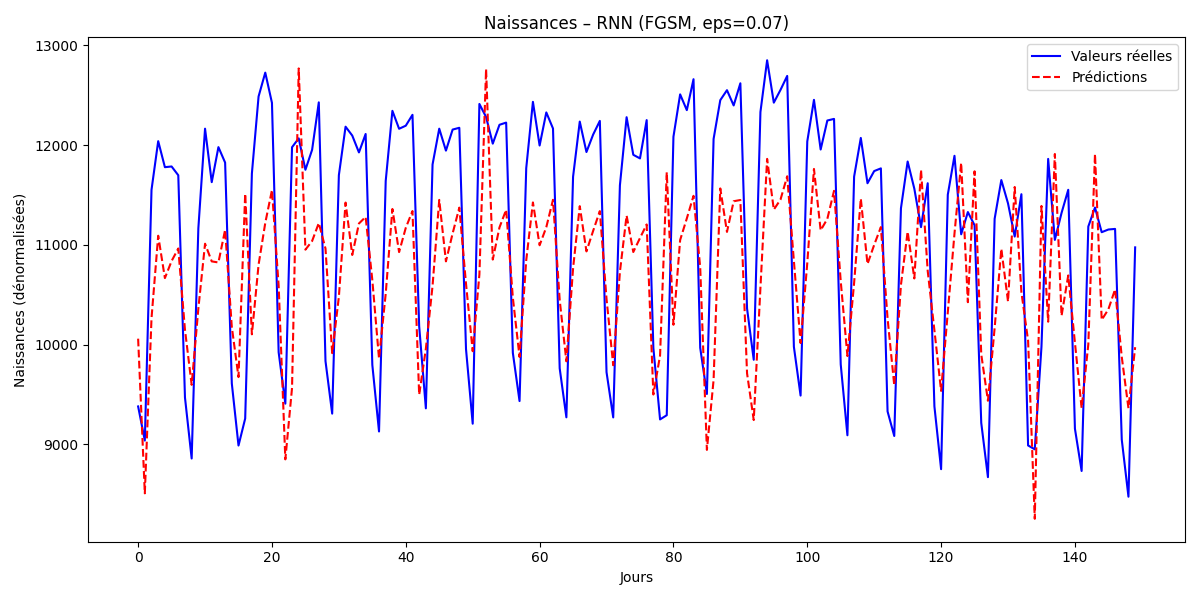 Naissances – RNN (FGSM, eps=0.07)
Valeurs réelles
Prédictions
Naissances (dénormalisées)
13000
12000
11000
10000
9000
0 20 40 60 80 100 120 140
Jours